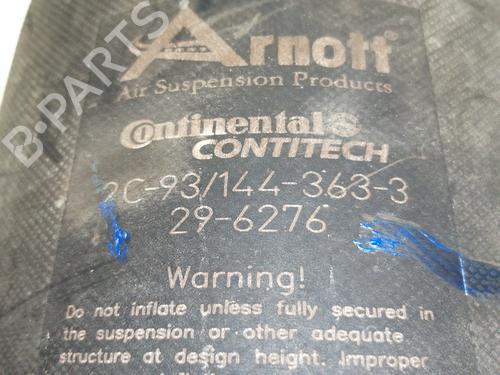 Arnott
Air Suspension Products
Continental
CONTITECH
2C-93/144-363-3
29-6276
Warning!
Do not inflate unless fully secured in
the suspension or other adequate
structure at design height. Improper
B-PARTS